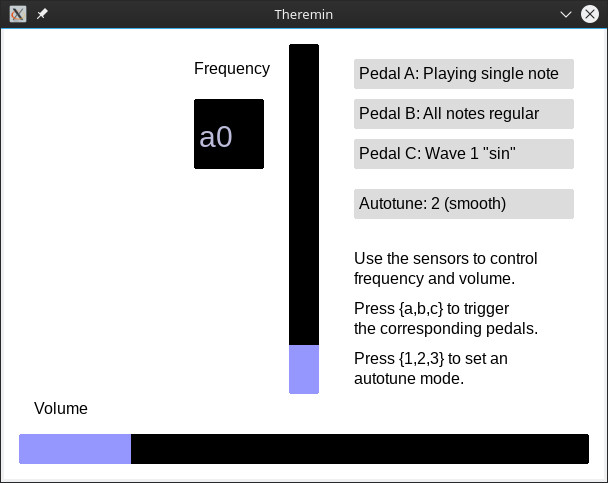 Theremin
Frequency
a0
Pedal A: Playing single note
Pedal B: All notes regular
Pedal C: Wave 1 "sin"
Autotune: 2 (smooth)
Use the sensors to control
frequency and volume.
Press {a,b,c} to trigger
the corresponding pedals.
Press {1,2,3} to set an
autotune mode.
Volume